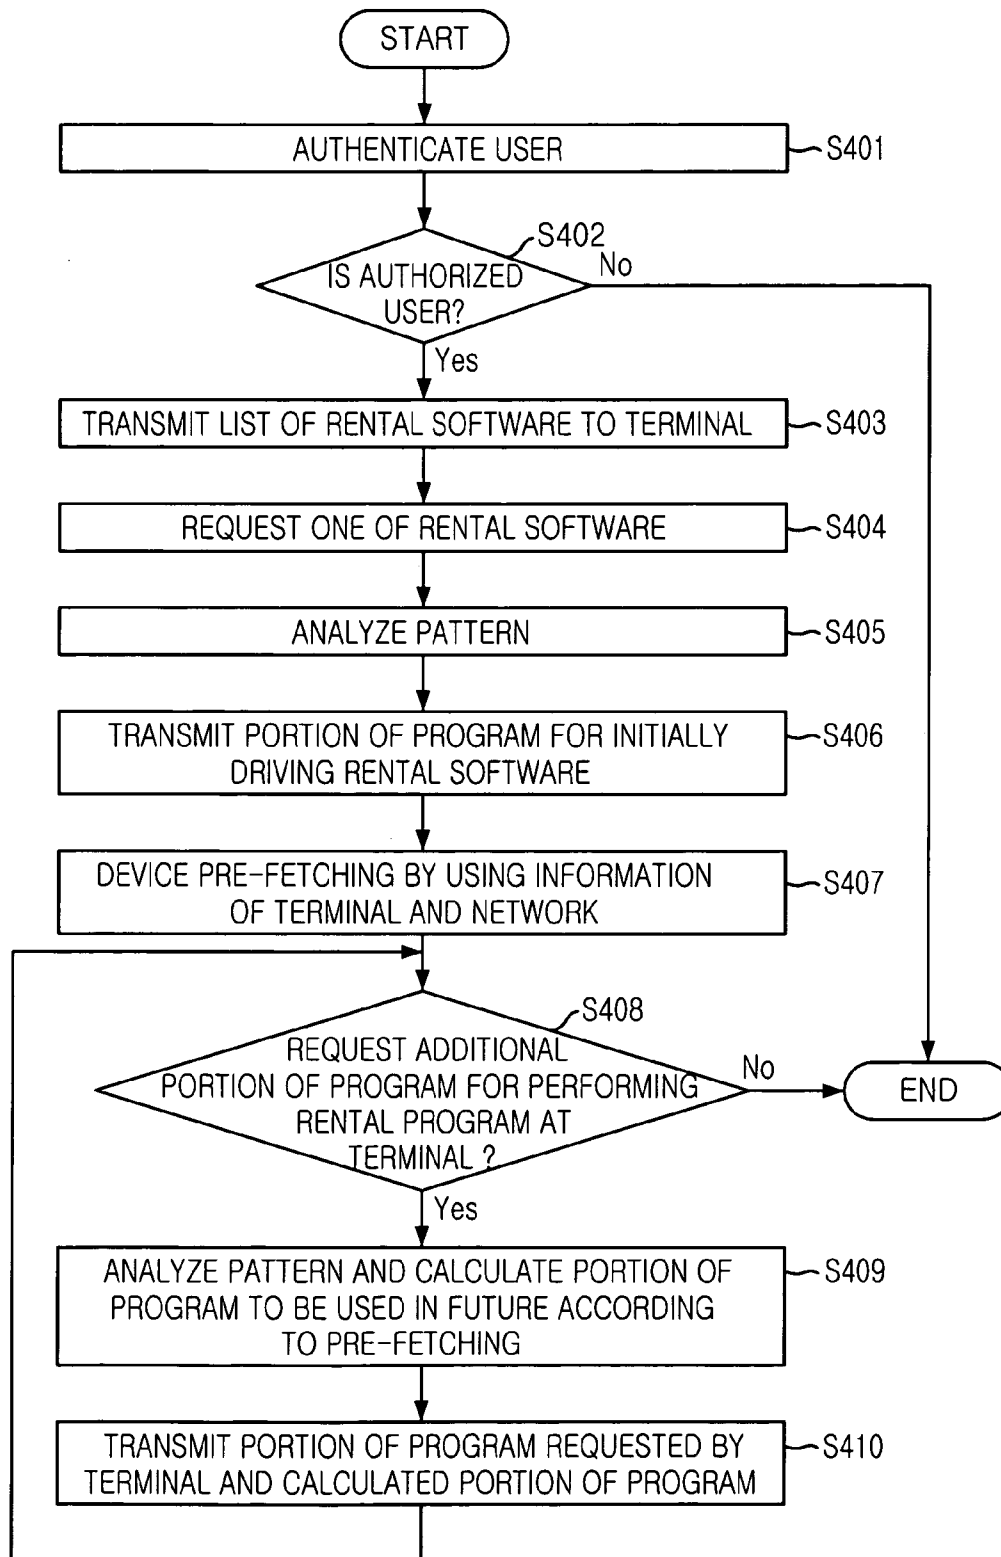 START
AUTHENTICATE USER
S401
S402
IS AUTHORIZED
USER?
No
Yes
TRANSMIT LIST OF RENTAL SOFTWARE TO TERMINAL
S403
REQUEST ONE OF RENTAL SOFTWARE
S404
ANALYZE PATTERN
S405
TRANSMIT PORTION OF PROGRAM FOR INITIALLY
DRIVING RENTAL SOFTWARE
S406
DEVICE PRE-FETCHING BY USING INFORMATION
OF TERMINAL AND NETWORK
S407
S408
REQUEST ADDITIONAL
PORTION OF PROGRAM FOR PERFORMING
RENTAL PROGRAM AT
TERMINAL ?
No
END
Yes
ANALYZE PATTERN AND CALCULATE PORTION OF
PROGRAM TO BE USED IN FUTURE ACCORDING
TO PRE-FETCHING
S409
TRANSMIT PORTION OF PROGRAM REQUESTED BY
TERMINAL AND CALCULATED PORTION OF PROGRAM
S410